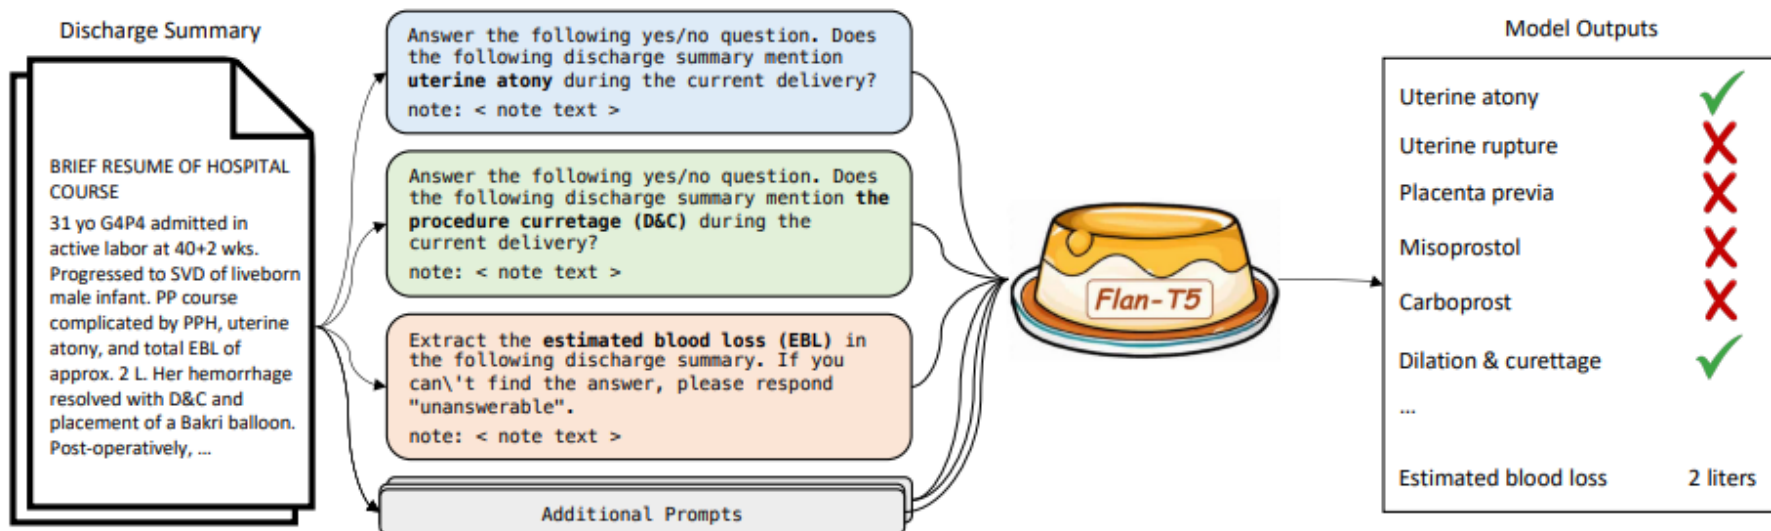 Discharge Summary
BRIEF RESUME OF HOSPITAL
COURSE
31 yo G4P4 admitted in
active labor at 40+2 wks.
Progressed to SVD of liveborn
male infant. PP course
complicated by PPH, uterine
atony, and total EBL of
approx. 2 L. Her hemorrhage
resolved with D&C and
placement of a Bakri balloon.
Post-operatively, ...
Answer the following yes/no question. Does
the following discharge summary mention
uterine atony during the current delivery?
note: < note text >
Answer the following yes/no question. Does
the following discharge summary mention the
procedure curretage (D&C) during the
current delivery?
note: < note text >
Extract the estimated blood loss (EBL) in
the following discharge summary. If you
can\'t find the answer, please respond
"unanswerable".
note: < note text >
Additional Prompts
Flan-T5
Model Outputs
Uterine atony
Uterine rupture
Placenta previa
Misoprostol
Carboprost
Dilation & curettage
...
Estimated blood loss 2 liters